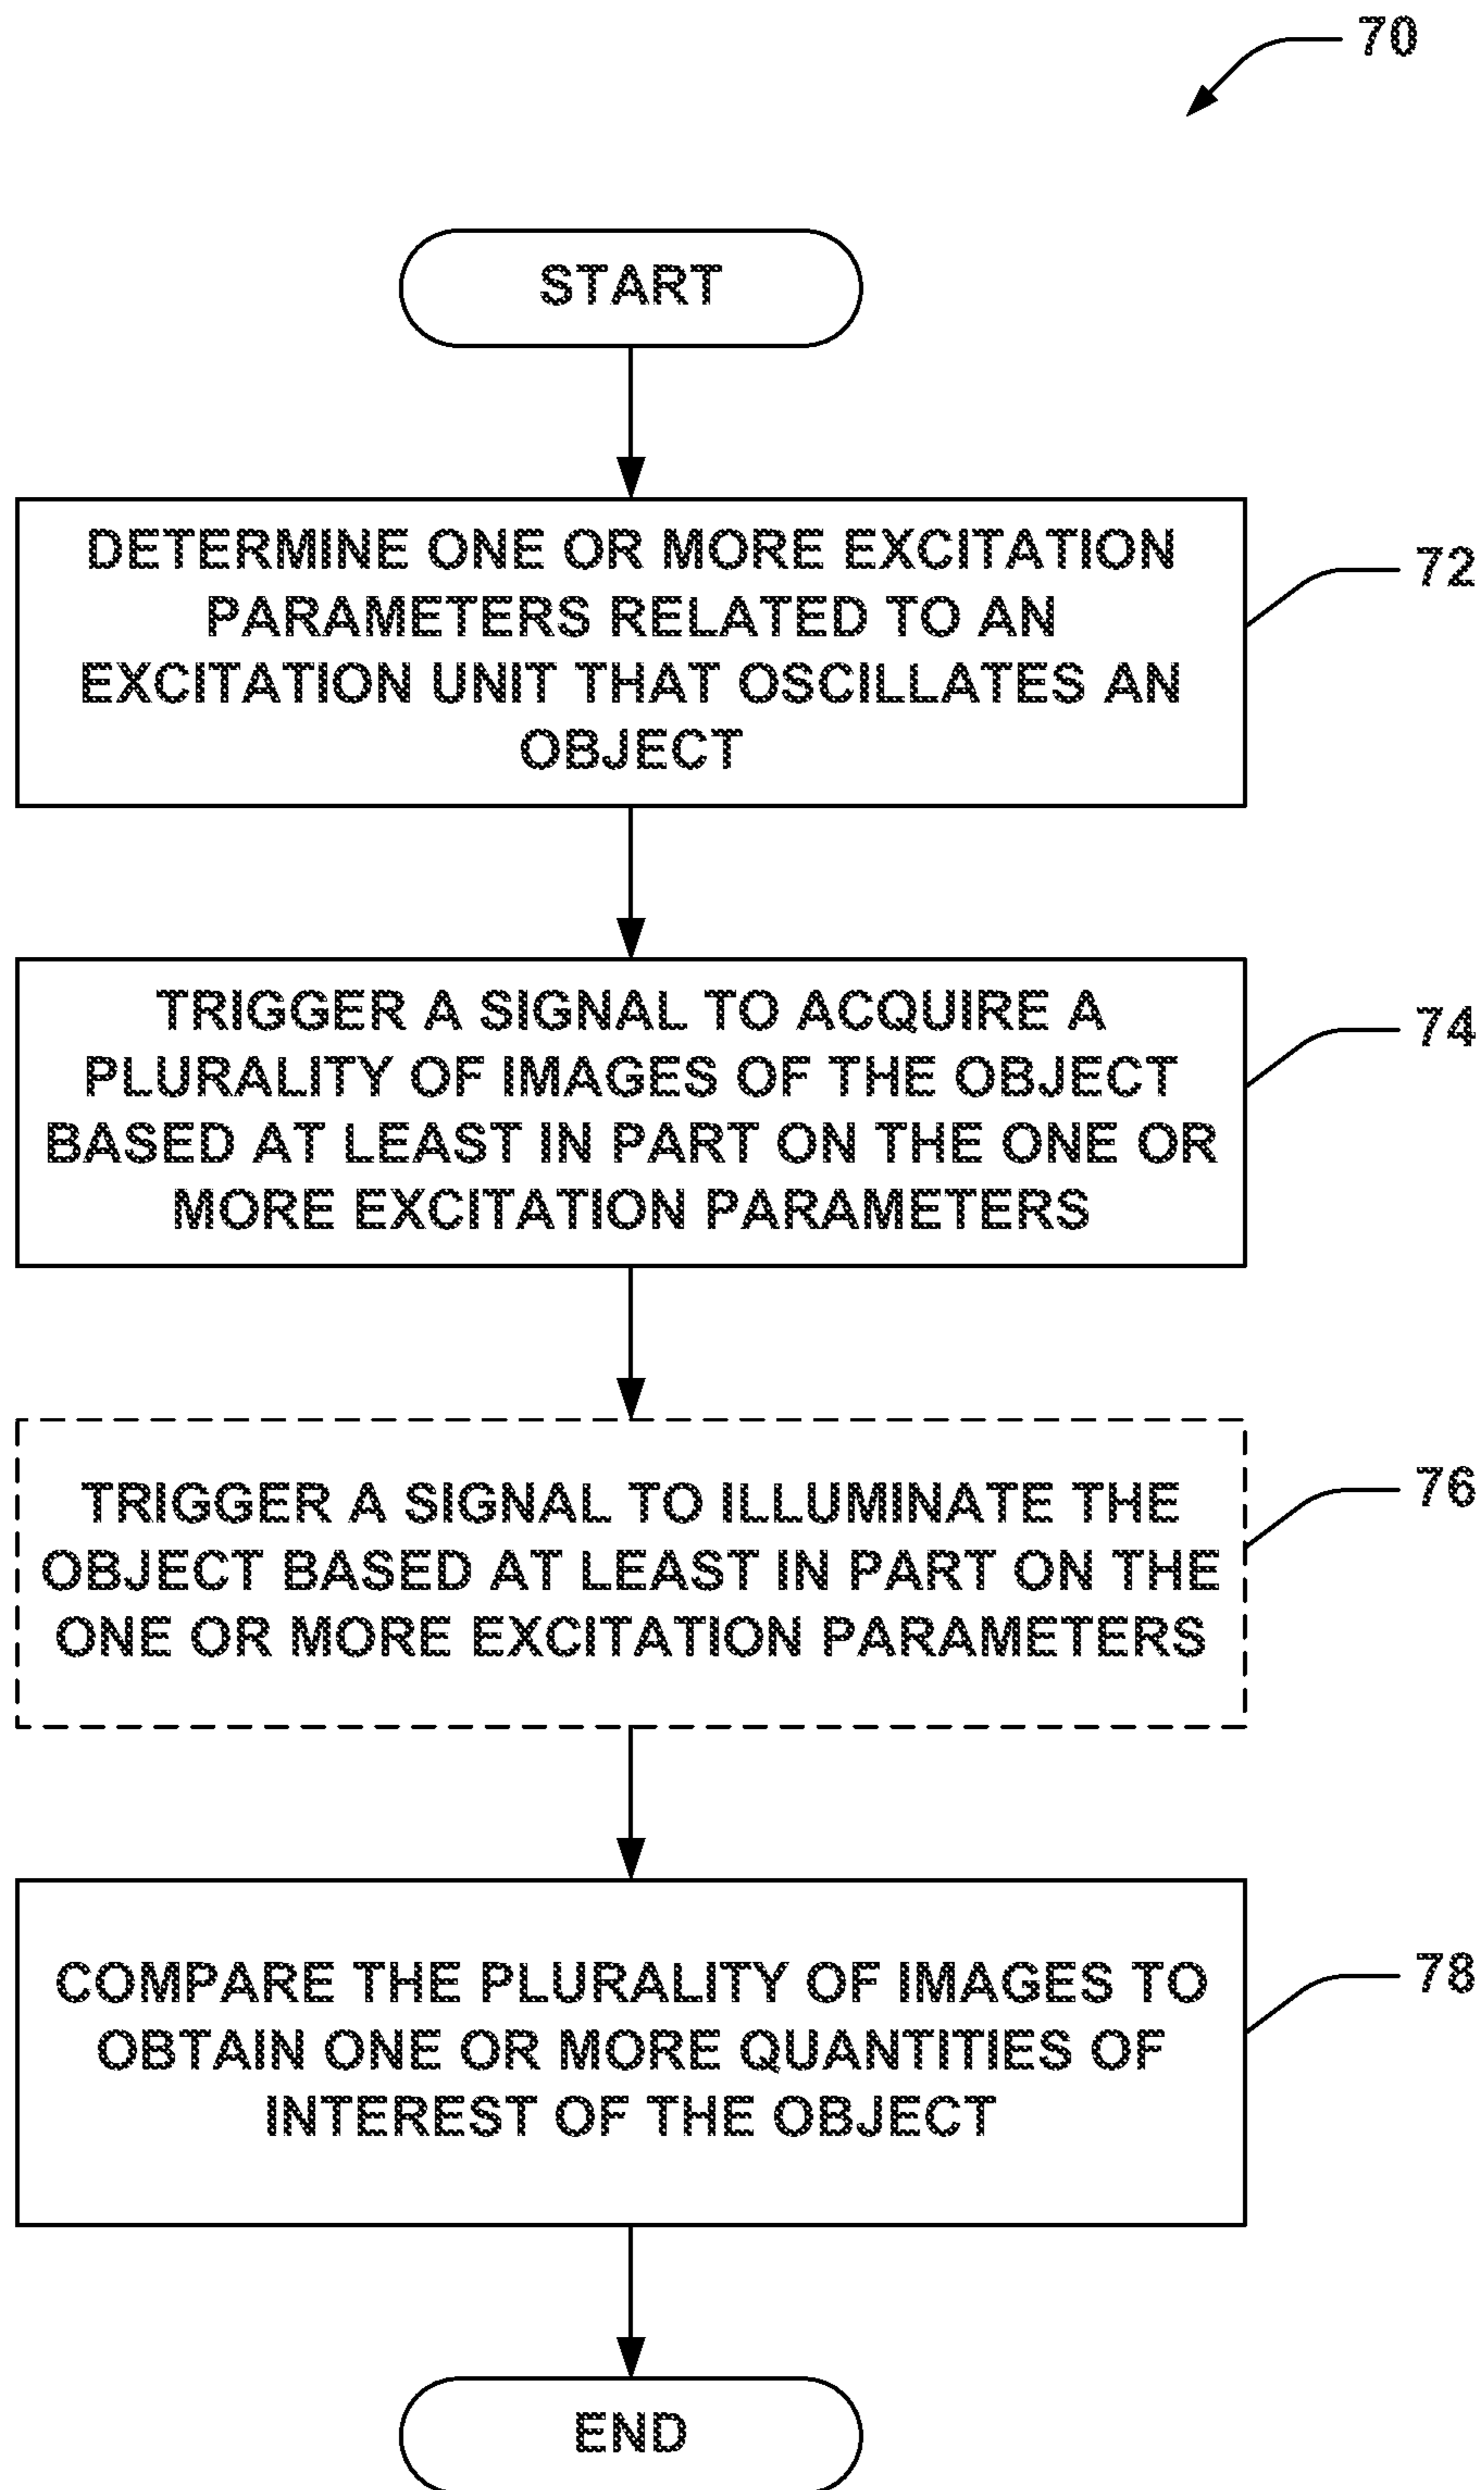 70
START
DETERMINE ONE OR MORE EXCITATION
PARAMETERS RELATED TO AN
EXCITATION UNIT THAT OSCILLATES AN
OBJECT
72
TRIGGER A SIGNAL TO ACQUIRE A
PLURALITY OF IMAGES OF THE OBJECT
BASED AT LEAST IN PART ON THE ONE OR
MORE EXCITATION PARAMETERS
74
TRIGGER A SIGNAL TO ILLUMINATE THE
OBJECT BASED AT LEAST IN PART ON THE
ONE OR MORE EXCITATION PARAMETERS
76
COMPARE THE PLURALITY OF IMAGES TO
OBTAIN ONE OR MORE QUANTITIES OF
INTEREST OF THE OBJECT
78
END